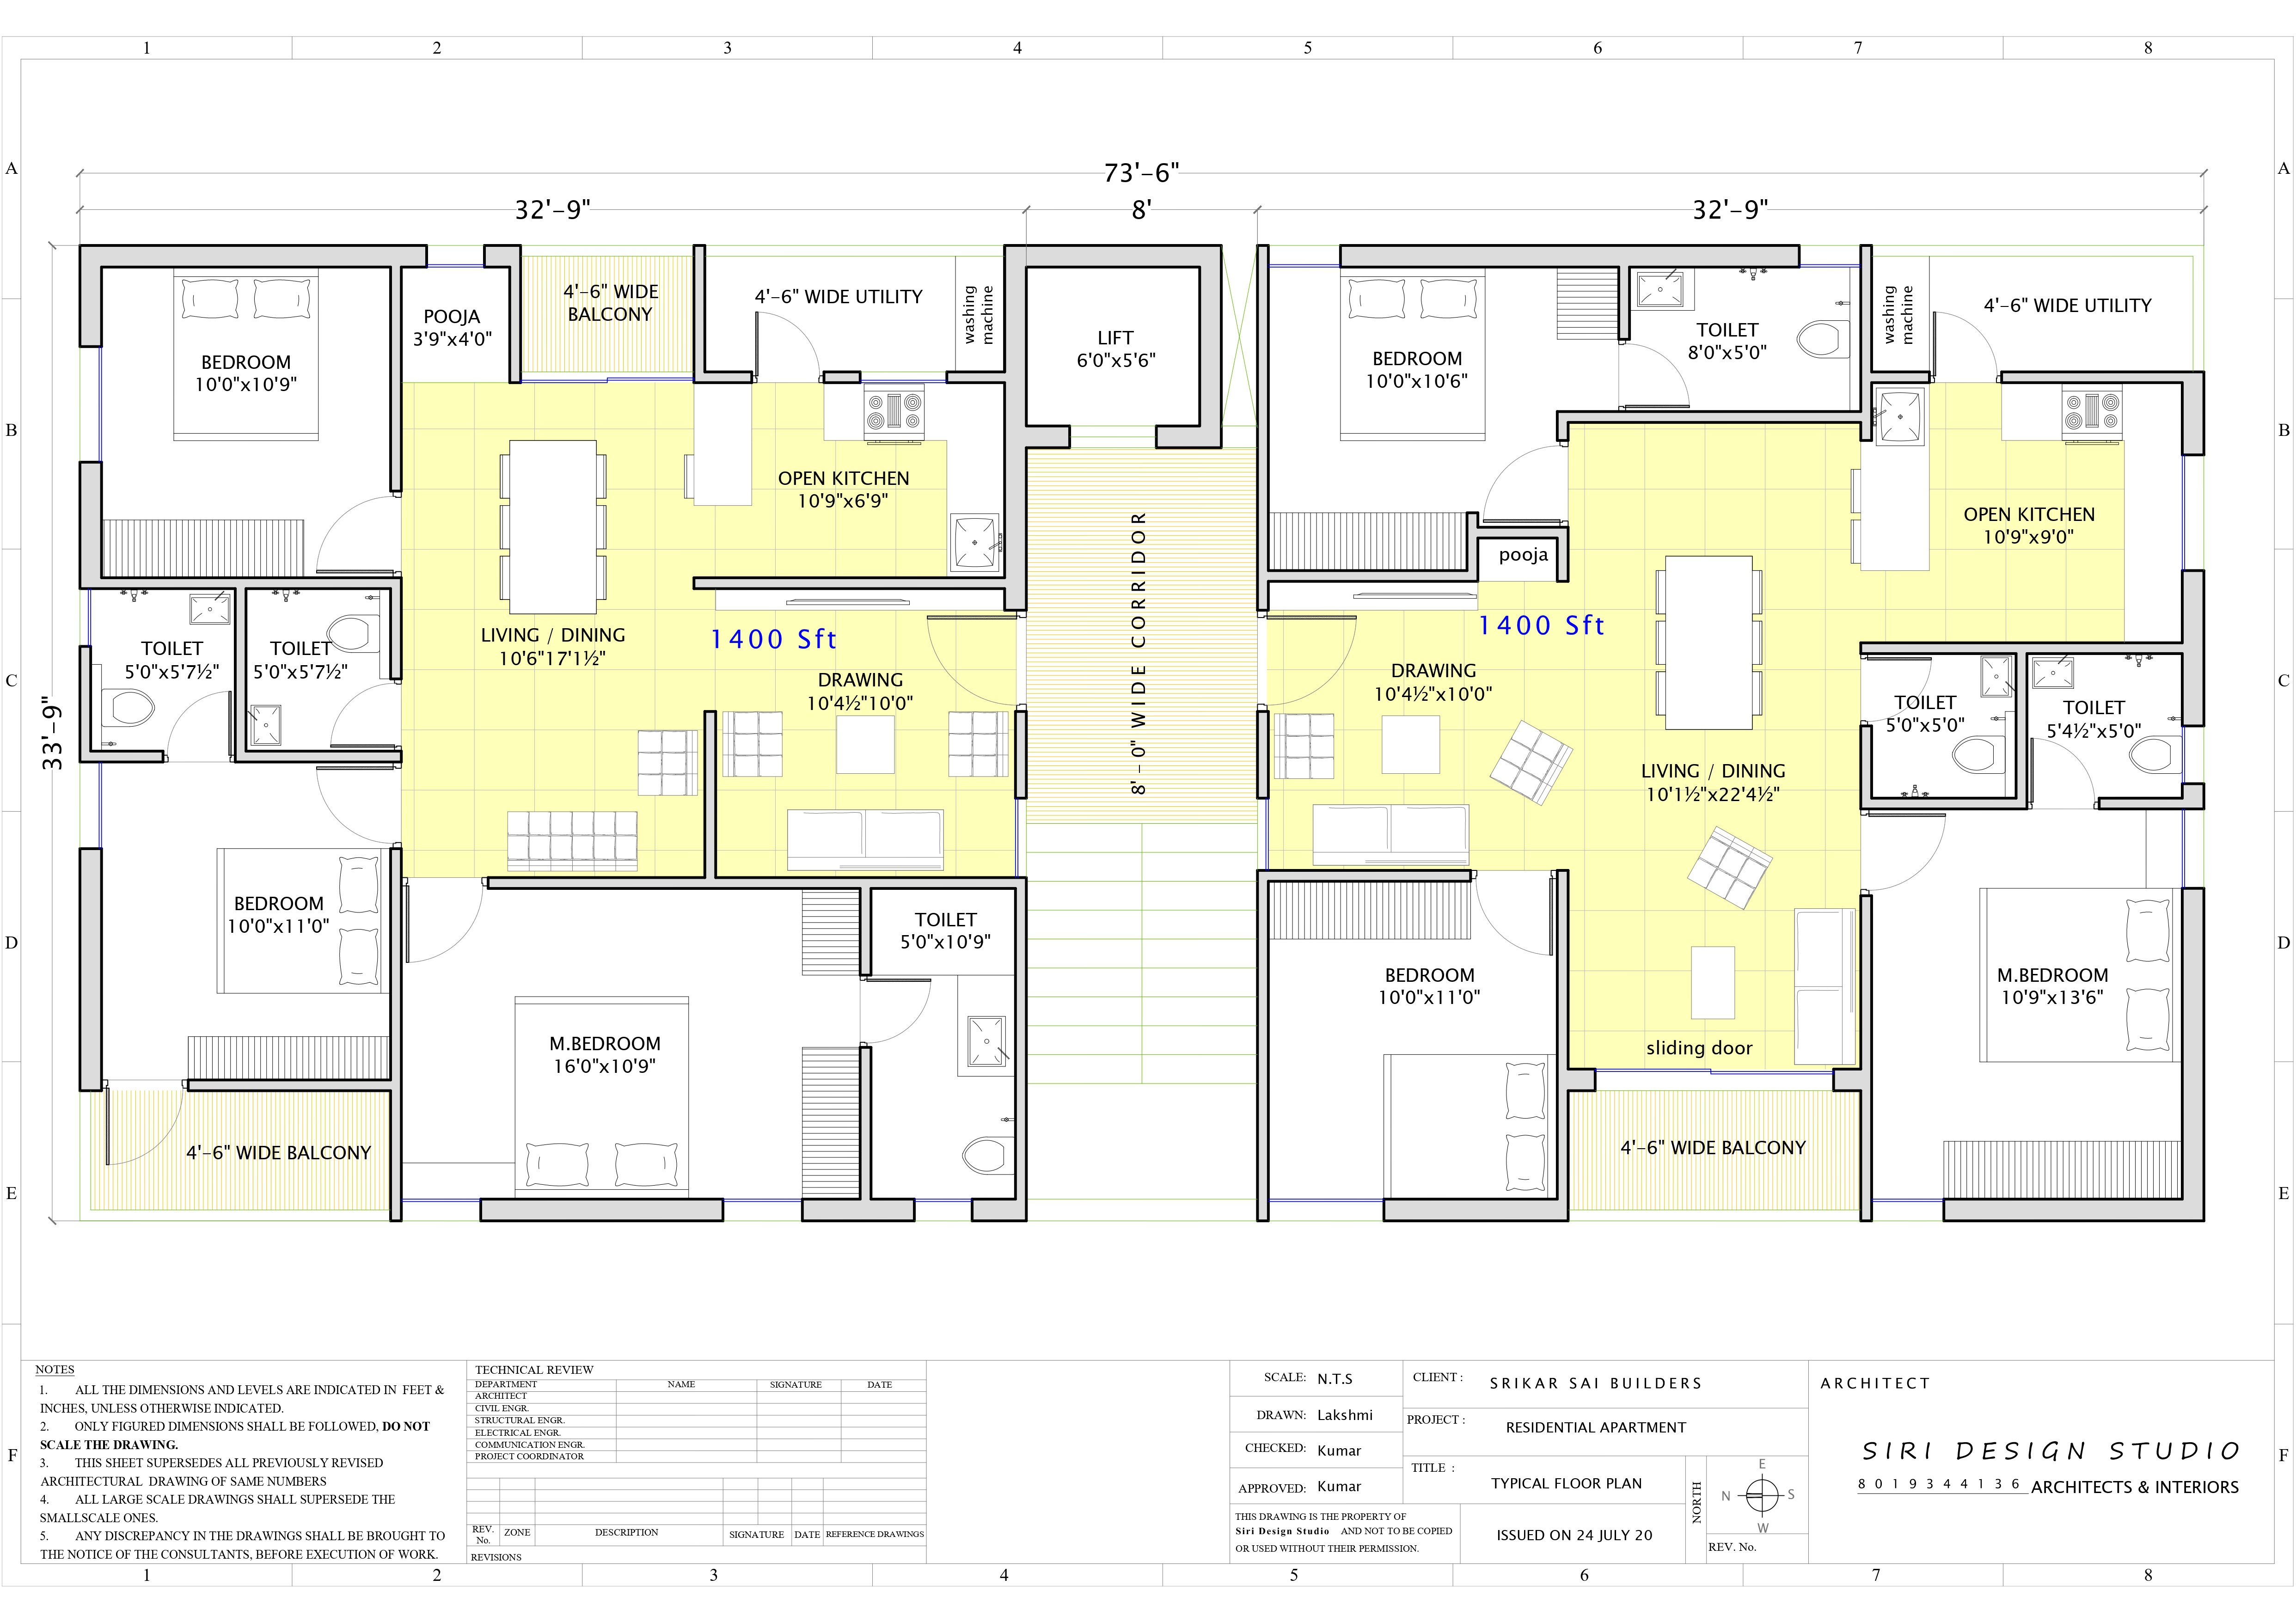 1 2 3 4 5 6 7 8
A
A
73'-6"
32'-9"
8'
32'-9"
4'-6" WIDE
BALCONY
4'-6" WIDE UTILITY
washing
machine
POOJA
3'9"x4'0"
BEDROOM
10'0"x10'9"
LIFT
6'0"x5'6"
BEDROOM
10'0"x10'6"
TOILET
8'0"x5'0"
washing
machine
4'-6" WIDE UTILITY
B
B
OPEN KITCHEN
10'9"x6'9"
OPEN KITCHEN
10'9"x9'0"
pooja
8'-0" WIDE CORRIDOR
TOILET
5'0"x5'7½"
TOILET
5'0"x5'7½"
LIVING / DINING
10'6"17'1½"
1400 Sft
1400 Sft
DRAWING
10'4½"10'0"
DRAWING
10'4½"x10'0"
C
C
33'-9"
TOILET
5'0"x5'0"
TOILET
5'4½"x5'0"
LIVING / DINING
10'1½"x22'4½"
BEDROOM
10'0"x11'0"
TOILET
5'0"x10'9"
D
D
BEDROOM
10'0"x11'0"
M.BEDROOM
10'9"x13'6"
M.BEDROOM
16'0"x10'9"
sliding door
4'-6" WIDE BALCONY
4'-6" WIDE BALCONY
E
E
NOTES
1. ALL THE DIMENSIONS AND LEVELS ARE INDICATED IN FEET &
INCHES, UNLESS OTHERWISE INDICATED.
2. ONLY FIGURED DIMENSIONS SHALL BE FOLLOWED, DO NOT
SCALE THE DRAWING.
3. THIS SHEET SUPERSEDES ALL PREVIOUSLY REVISED
ARCHITECTURAL DRAWING OF SAME NUMBERS
4. ALL LARGE SCALE DRAWINGS SHALL SUPERSEDE THE
SMALLSCALE ONES.
5. ANY DISCREPANCY IN THE DRAWINGS SHALL BE BROUGHT TO
THE NOTICE OF THE CONSULTANTS, BEFORE EXECUTION OF WORK.
TECHNICAL REVIEW
DEPARTMENT NAME SIGNATURE DATE
ARCHITECT
CIVIL ENGR.
STRUCTURAL ENGR.
ELECTRICAL ENGR.
COMMUNICATION ENGR.
PROJECT COORDINATOR
REV. No. ZONE DESCRIPTION SIGNATURE DATE REFERENCE DRAWINGS
REVISIONS
SCALE: N.T.S
DRAWN: Lakshmi
CHECKED: Kumar
APPROVED: Kumar
THIS DRAWING IS THE PROPERTY OF
Siri Design Studio AND NOT TO BE COPIED
OR USED WITHOUT THEIR PERMISSION.
CLIENT : SRIKAR SAI BUILDERS
PROJECT : RESIDENTIAL APARTMENT
TITLE : TYPICAL FLOOR PLAN
ISSUED ON 24 JULY 20
NORTH
E
N S
W
REV. No.
ARCHITECT
SIRI DESIGN STUDIO
8019344136 ARCHITECTS & INTERIORS
F
F
1 2 3 4 5 6 7 8